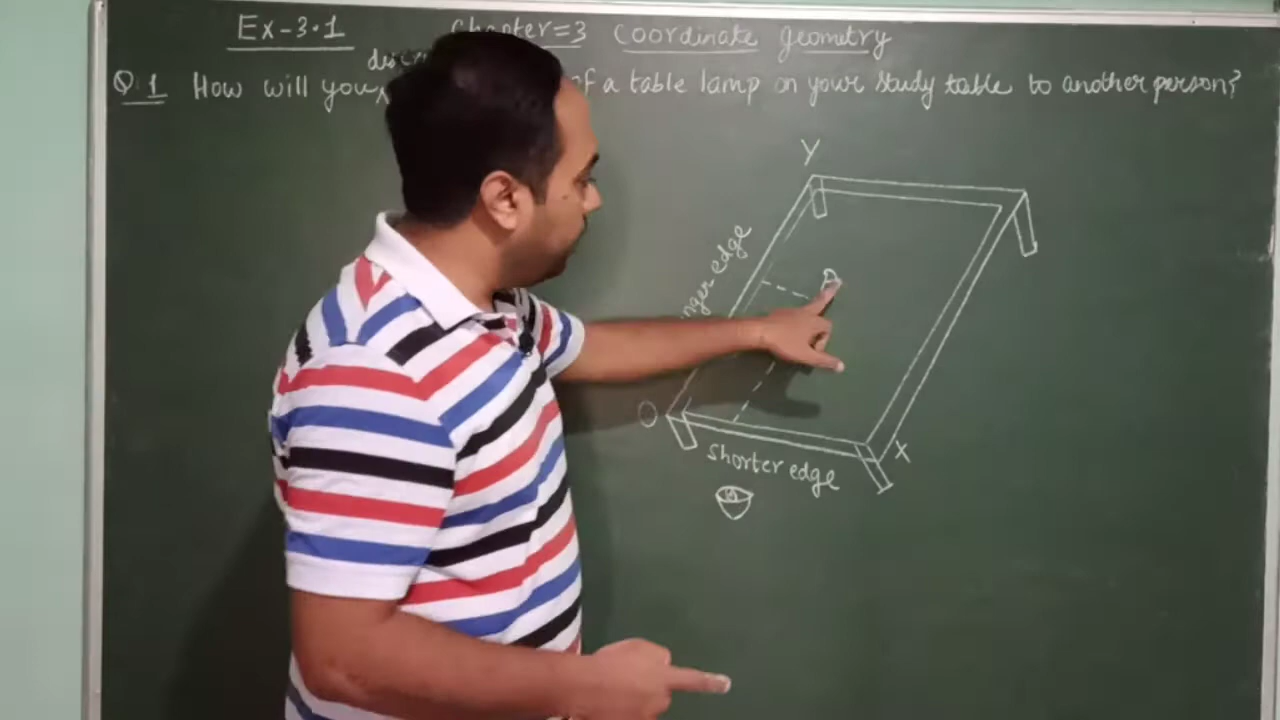 Ex-3.1 Chapter=3 Coordinate geometry
Q.1 How will you of a table lamp on your study table to another person?
Y
edge
O
X
shorter edge